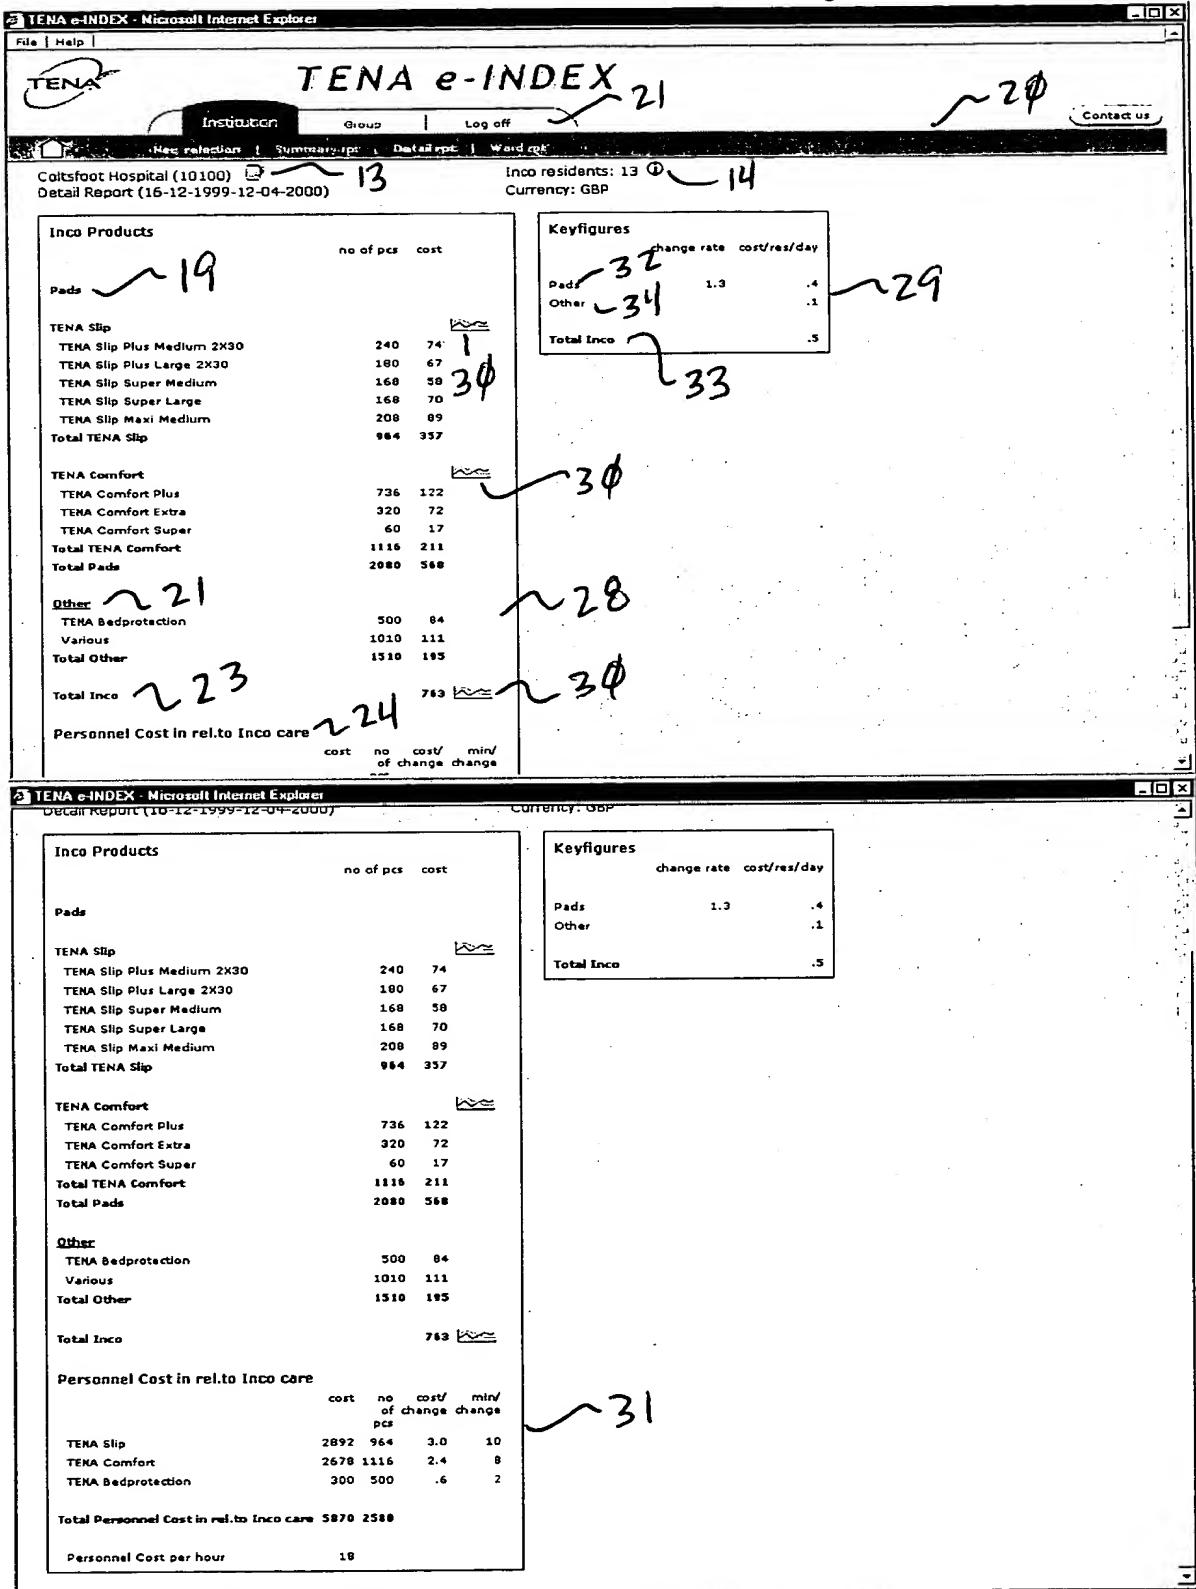 TENA e-INDEX - Microsoft Internet Explorer
File | Help |
TENA
TENA e-INDEX
21
20
Institution Group | Log off
Contact us
New selection | Summary rpt | Detail rpt | Ward rpt
Coltsfoot Hospital (10100) 13
Inco residents: 13 14
Detail Report (16-12-1999-12-04-2000)
Currency: GBP
Inco Products
no of pcs cost
Pads 19
TENA Slip
TENA Slip Plus Medium 2X30 240 74
TENA Slip Plus Large 2X30 180 67
TENA Slip Super Medium 168 58 30
TENA Slip Super Large 168 70
TENA Slip Maxi Medium 208 89
Total TENA Slip 964 357
TENA Comfort
30
TENA Comfort Plus 736 122
TENA Comfort Extra 320 72
TENA Comfort Super 60 17
Total TENA Comfort 1116 211
Total Pads 2080 568
Other 21
28
TENA Bedprotection 500 84
Various 1010 111
Total Other 1510 195
Total Inco 23 763 30
Personnel Cost in rel.to Inco care 24
cost no cost/ min/
of change change
Keyfigures
change rate cost/res/day
Pads 32 1.3 .4 29
Other 34 .1
Total Inco .5
33
TENA e-INDEX - Microsoft Internet Explorer
Detail Report (16-12-1999-12-04-2000)
Currency: GBP
Inco Products
no of pcs cost
Pads
TENA Slip
TENA Slip Plus Medium 2X30 240 74
TENA Slip Plus Large 2X30 180 67
TENA Slip Super Medium 168 58
TENA Slip Super Large 168 70
TENA Slip Maxi Medium 208 89
Total TENA Slip 964 357
TENA Comfort
TENA Comfort Plus 736 122
TENA Comfort Extra 320 72
TENA Comfort Super 60 17
Total TENA Comfort 1116 211
Total Pads 2080 568
Other
TENA Bedprotection 500 84
Various 1010 111
Total Other 1510 195
Total Inco 763
Personnel Cost in rel.to Inco care
cost no cost/ min/
of change change
pcs
31
TENA Slip 2892 964 3.0 10
TENA Comfort 2678 1116 2.4 8
TENA Bedprotection 300 500 .6 2
Total Personnel Cost in rel.to Inco care 5870 2580
Personnel Cost per hour 18
Keyfigures
change rate cost/res/day
Pads 1.3 .4
Other .1
Total Inco .5